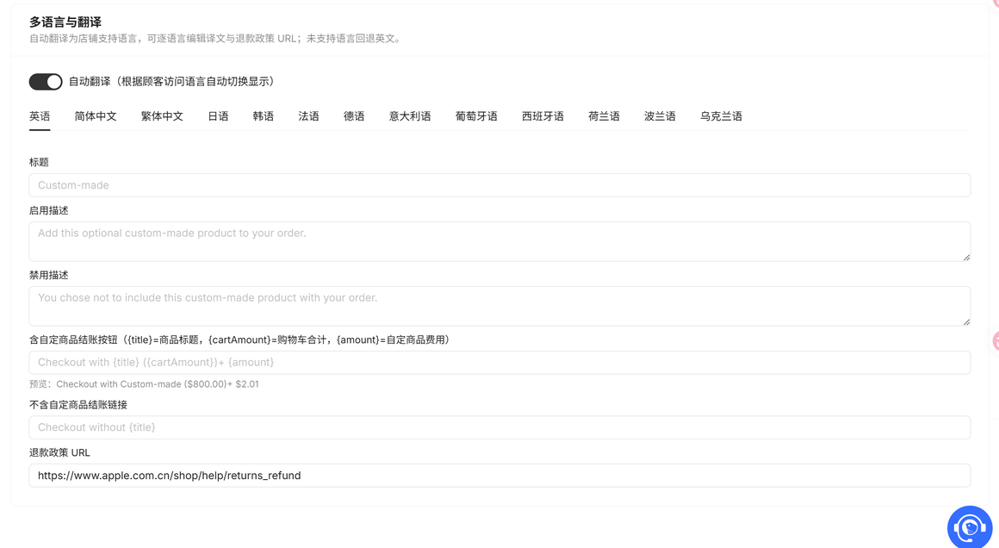 多语言与翻译
自动翻译为店铺支持语言，可逐语言编辑译文与退款政策 URL；未支持语言回退英文。
自动翻译（根据顾客访问语言自动切换显示）
英语 简体中文 繁体中文 日语 韩语 法语 德语 意大利语 葡萄牙语 西班牙语 荷兰语 波兰语 乌克兰语
标题
Custom-made
启用描述
Add this optional custom-made product to your order.
禁用描述
You chose not to include this custom-made product with your order.
含自定商品结账按钮（{title}=商品标题，{cartAmount}=购物车合计，{amount}=自定商品费用）
Checkout with {title} ({cartAmount})+ {amount}
预览：Checkout with Custom-made ($800.00)+ $2.01
不含自定商品结账链接
Checkout without {title}
退款政策 URL
https://www.apple.com.cn/shop/help/returns_refund